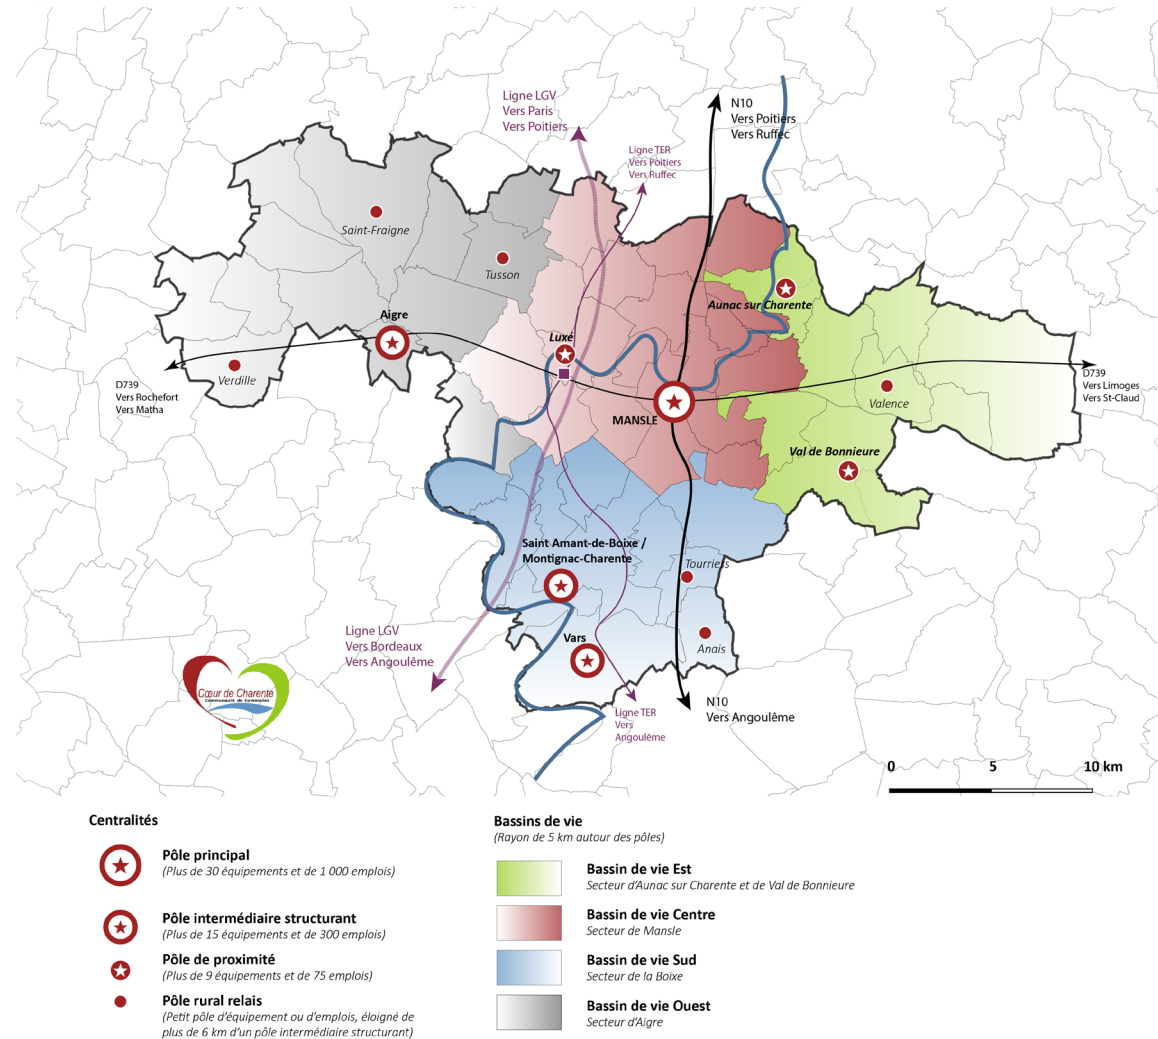 Ligne LGV
Vers Paris
Vers Poitiers
N10
Vers Poitiers
Vers Ruffec
Ligne TER
Vers Poitiers
Vers Ruffec
Saint-Fraigne
Tusson
Aunac sur Charente
Aigre
Luxé
Verdille
D739
Vers Rochefort
Vers Matha
D739
Vers Limoges
Vers St-Claud
Valence
MANSLE
Val de Bonnieure
Saint Amant-de-Boixe /
Montignac-Charente
Tourriers
Vars
Anais
Ligne LGV
Vers Bordeaux
Vers Angoulême
Cœur de Charente
Communauté de Communes
N10
Vers Angoulême
Ligne TER
Vers
Angoulême
0 5 10 km
Centralités
Pôle principal
(Plus de 30 équipements et de 1 000 emplois)
Pôle intermédiaire structurant
(Plus de 15 équipements et de 300 emplois)
Pôle de proximité
(Plus de 9 équipements et de 75 emplois)
Pôle rural relais
(Petit pôle d'équipement ou d'emplois, éloigné de
plus de 6 km d'un pôle intermédiaire structurant)
Bassins de vie
(Rayon de 5 km autour des pôles)
Bassin de vie Est
Secteur d'Aunac sur Charente et de Val de Bonnieure
Bassin de vie Centre
Secteur de Mansle
Bassin de vie Sud
Secteur de la Boixe
Bassin de vie Ouest
Secteur d'Aigre